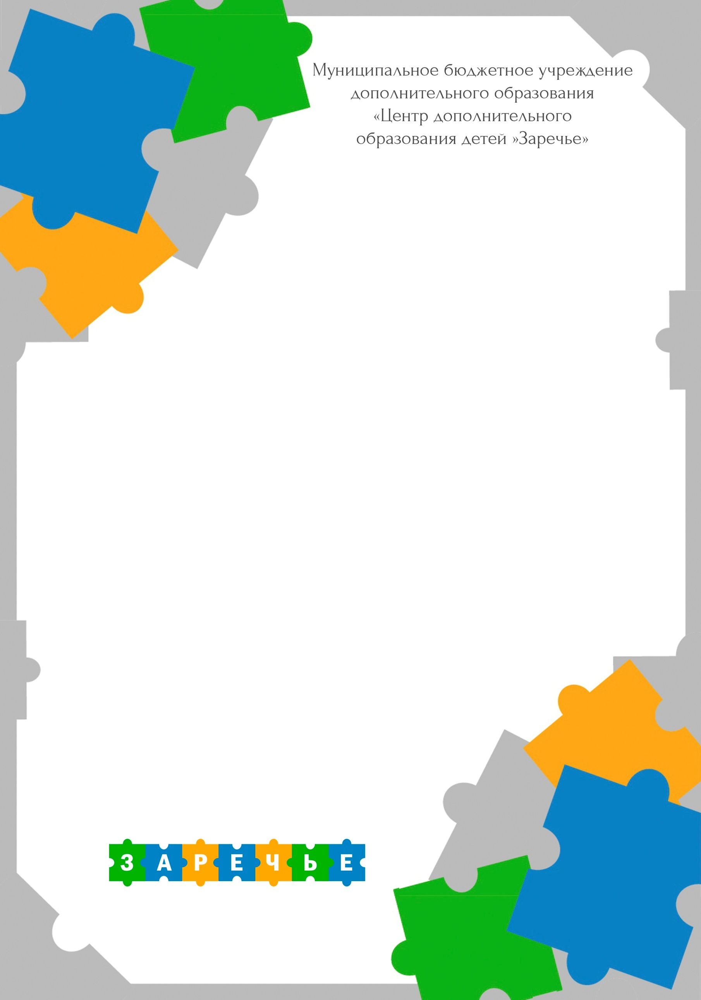 Муниципальное бюджетное учреждение
дополнительного образования
«Центр дополнительного
образования детей »Заречье»
ЗАРЕЧЬЕ